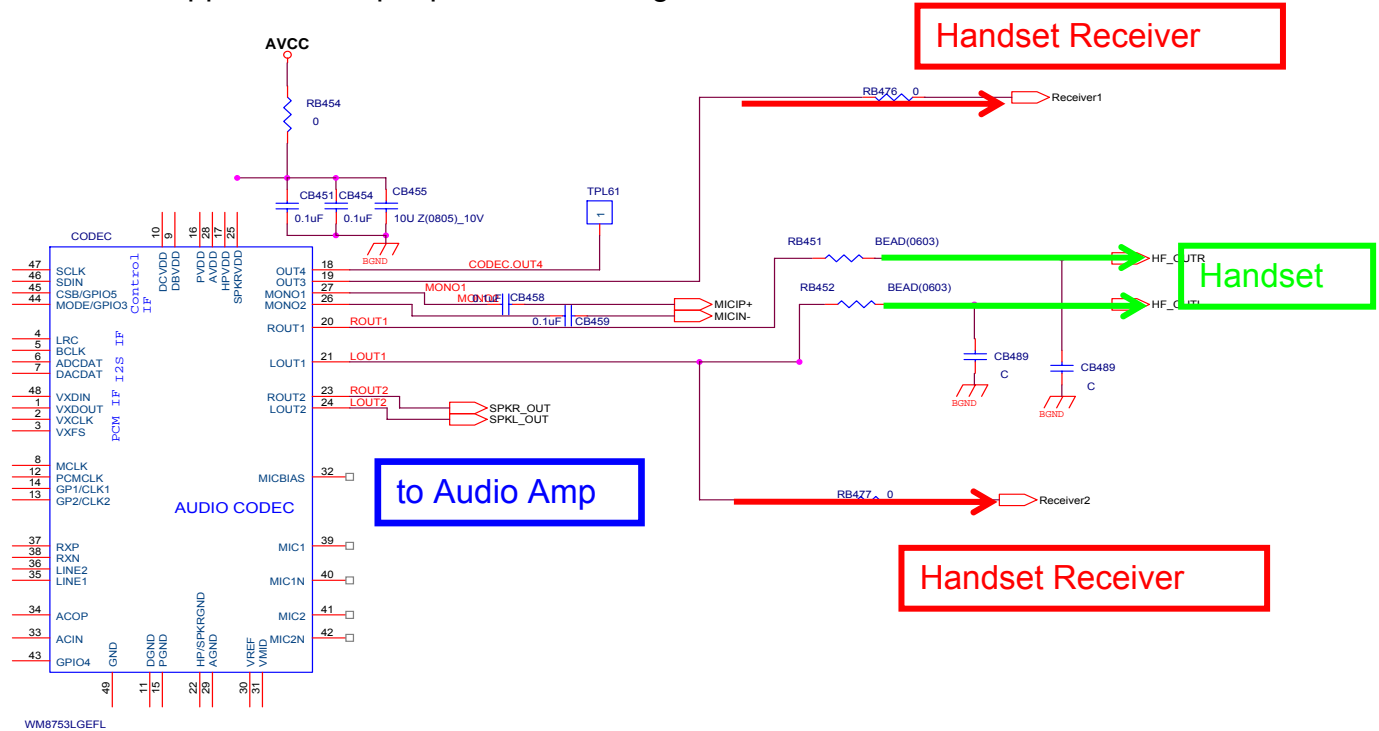 Handset Receiver
AVCC
RB454
0
RB476 0
Receiver1
CB451 CB454 CB455
0.1uF 0.1uF 10U Z(0805)_10V
TPL61
1
BGND
CODEC
10
9
16
28
17
25
DCVDD
DBVDD
PVDD
AVDD
HPVDD
SPKRVDD
Control
IF
47 SCLK
46 SDIN
45 CSB/GPIO5
44 MODE/GPIO3
4 LRC
5 BCLK
6 ADCDAT
7 DACDAT
PCM IF I2S IF
48 VXDIN
1 VXDOUT
2 VXCLK
3 VXFS
8 MCLK
12 PCMCLK
14 GP1/CLK1
13 GP2/CLK2
AUDIO CODEC
37 RXP
38 RXN
36 LINE2
35 LINE1
34 ACOP
33 ACIN
43 GPIO4
OUT4 18 CODEC.OUT4
OUT3 19
MONO1 27 MONO1
MONO2 26
0.1uF CB458
0.1uF CB459
MICIP+
MICIN-
ROUT1 20 ROUT1
LOUT1 21 LOUT1
ROUT2 23 ROUT2
LOUT2 24 LOUT2
SPKR_OUT
SPKL_OUT
RB451 BEAD(0603)
HF_OUTR
Handset
RB452 BEAD(0603)
CB489
C
BGND
CB489
C
BGND
MICBIAS 32
to Audio Amp
RB477 0
Receiver2
Handset Receiver
MIC1 39
MIC1N 40
MIC2 41
MIC2N 42
GND
DGND
PGND
HP/SPKRGND
AGND
VREF
VMID
49
11
15
22
29
30
31
WM8753LGEFL